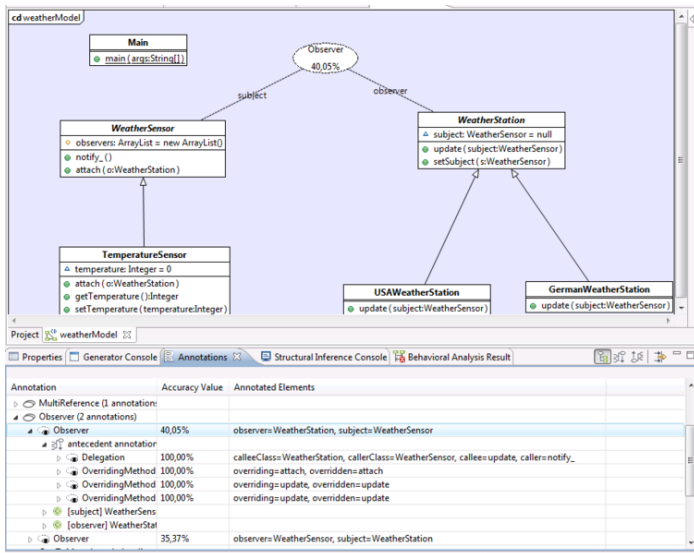 cd weatherModel
Main
main (args:String[])
Observer
40,05%
subject
observer
WeatherSensor
observers: ArrayList = new ArrayList()
notify_ ()
attach (o:WeatherStation)
WeatherStation
subject: WeatherSensor = null
update (subject:WeatherSensor)
setSubject (s:WeatherSensor)
TemperatureSensor
temperature: Integer = 0
attach (o:WeatherStation)
getTemperature ():Integer
setTemperature (temperature:Integer)
USAWeatherStation
update (subject:WeatherSensor)
GermanWeatherStation
update (subject:WeatherSensor)
Project weatherModel
Properties Generator Console Annotations Structural Inference Console Behavioral Analysis Result
Annotation Accuracy Value Annotated Elements
MultiReference (1 annotation:
Observer (2 annotations)
Observer 40,05% observer=WeatherStation, subject=WeatherSensor
antecedent annotation
Delegation 100,00% calleeClass=WeatherStation, callerClass=WeatherSensor, callee=update, caller=notify_
OverridingMethod 100,00% overriding=attach, overridden=attach
OverridingMethod 100,00% overriding=update, overridden=update
OverridingMethod 100,00% overriding=update, overridden=update
[subject] WeatherSens
[observer] WeatherStat
Observer 35,37% observer=WeatherSensor, subject=WeatherStation